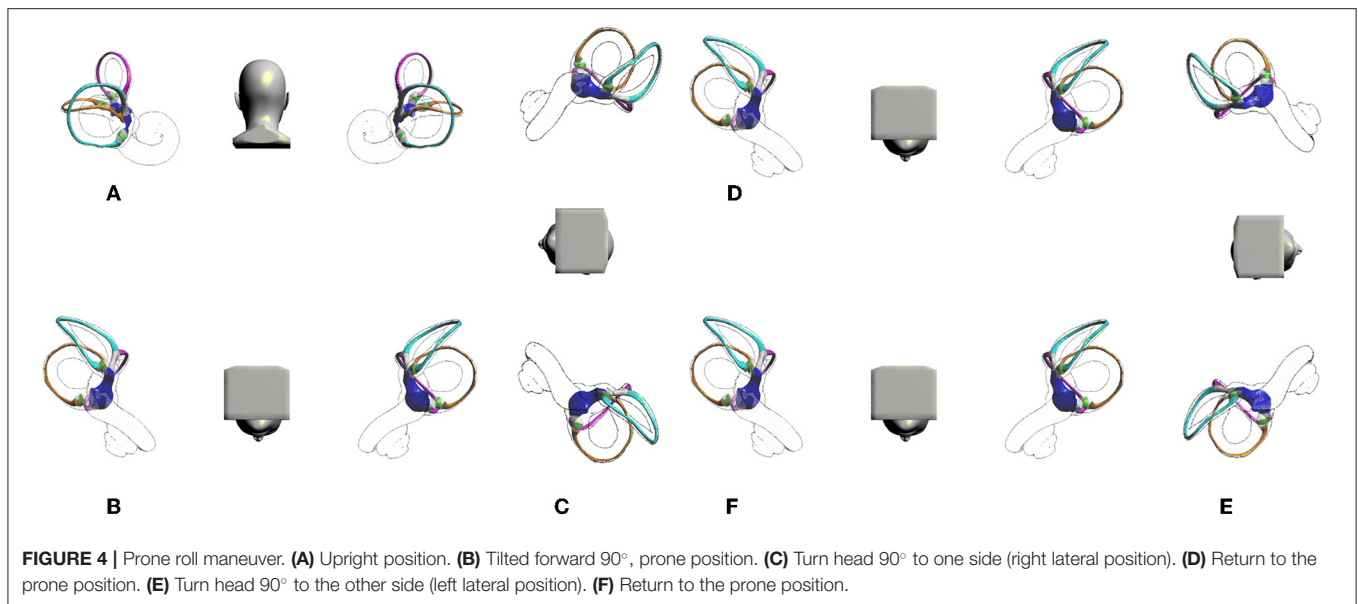 A
D
B
C
F
E
FIGURE 4 | Prone roll maneuver. (A) Upright position. (B) Tilted forward 90°, prone position. (C) Turn head 90° to one side (right lateral position). (D) Return to the
prone position. (E) Turn head 90° to the other side (left lateral position). (F) Return to the prone position.